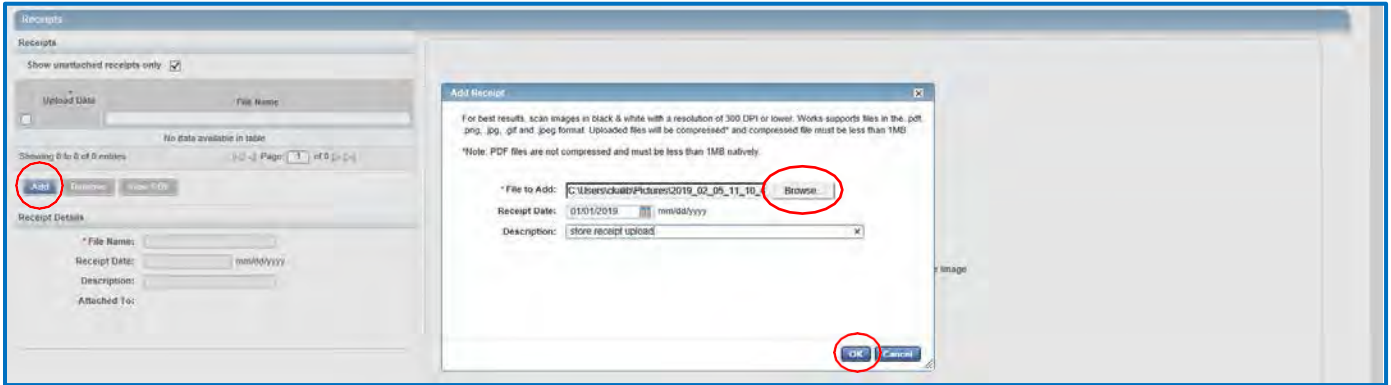 Receipts
Receipts
Show unattached receipts only
Upload Date
File Name
No data available in table
Showing 0 to 0 of 0 entries
Page 1 of 0
Add Remove View PDF
Receipt Details
* File Name:
Receipt Date: mm/dd/yyyy
Description:
Attached To:
Add Receipt
For best results, scan images in black & white with a resolution of 300 DPI or lower. Works supports files in the .pdf,
.png, .jpg, .gif and .jpeg format. Uploaded files will be compressed* and compressed file must be less than 1MB
*Note: PDF files are not compressed and must be less than 1MB natively.
* File to Add: Browse...
Receipt Date: 01/01/2019 mm/dd/yyyy
Description: store receipt upload x
Image
OK Cancel